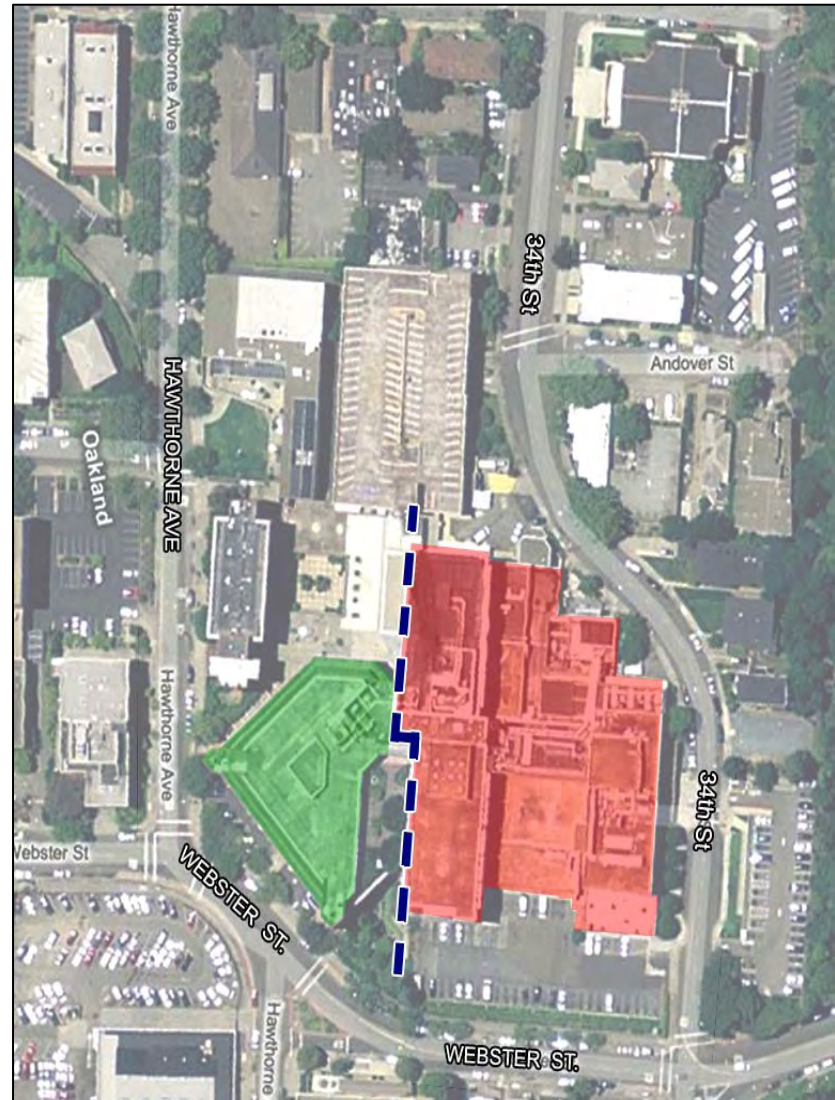 Hawthorne Ave
34th St
Andover St
HAWTHORNE AVE
Oakland
Hawthorne Ave
34th St
Webster St
WEBSTER ST.
Hawthorne
WEBSTER ST.